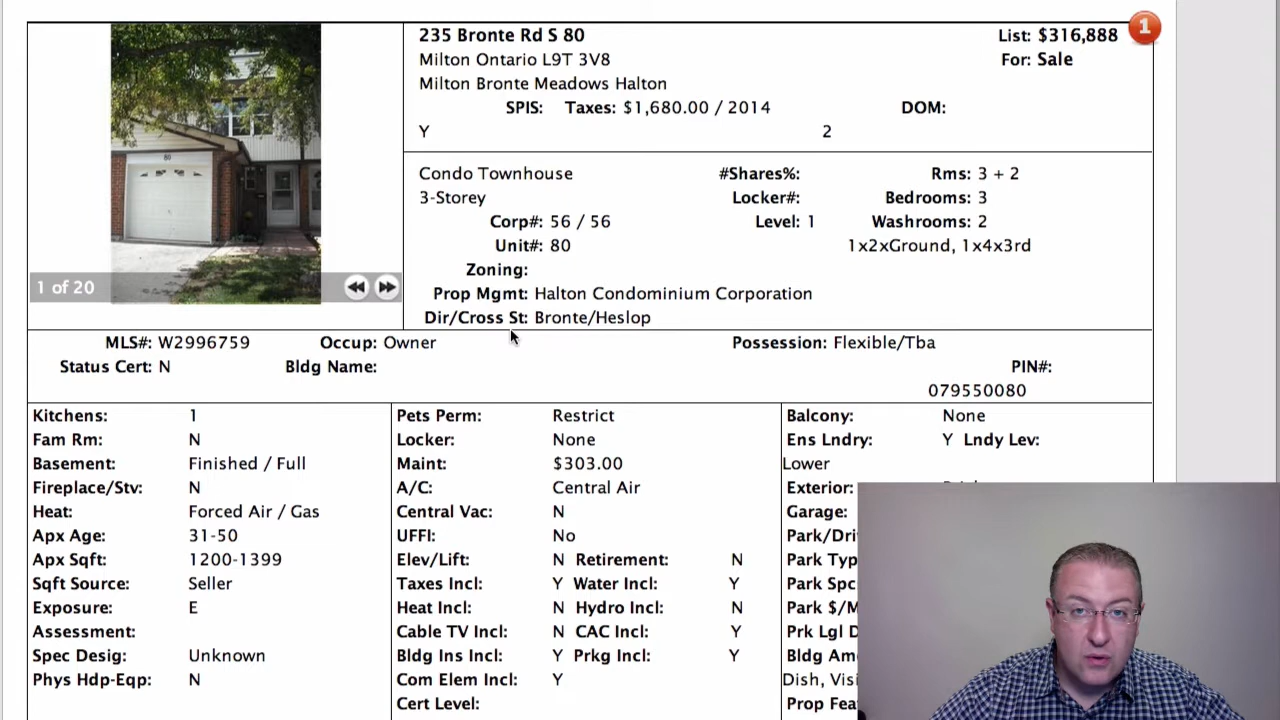 235 Bronte Rd S 80 List: $316,888 1
Milton Ontario L9T 3V8 For: Sale
Milton Bronte Meadows Halton
SPIS: Taxes: $1,680.00 / 2014 DOM:
Y 2
80
Condo Townhouse #Shares%: Rms: 3 + 2
3-Storey Locker#: Bedrooms: 3
Corp#: 56 / 56 Level: 1 Washrooms: 2
Unit#: 80 1x2xGround, 1x4x3rd
Zoning:
1 of 20 Prop Mgmt: Halton Condominium Corporation
Dir/Cross St: Bronte/Heslop
MLS#: W2996759 Occup: Owner Possession: Flexible/Tba
Status Cert: N Bldg Name: PIN#:
079550080
Kitchens: 1 Pets Perm: Restrict Balcony: None
Fam Rm: N Locker: None Ens Lndry: Y Lndy Lev:
Basement: Finished / Full Maint: $303.00 Lower
Fireplace/Stv: N A/C: Central Air Exterior:
Heat: Forced Air / Gas Central Vac: N Garage:
Apx Age: 31-50 UFFI: No Park/Dri
Apx Sqft: 1200-1399 Elev/Lift: N Retirement: N Park Typ
Sqft Source: Seller Taxes Incl: Y Water Incl: Y Park Spc
Exposure: E Heat Incl: N Hydro Incl: N Park $/M
Assessment: Cable TV Incl: N CAC Incl: Y Prk Lgl D
Spec Desig: Unknown Bldg Ins Incl: Y Prkg Incl: Y Bldg Am
Phys Hdp-Eqp: N Com Elem Incl: Y Dish, Visi
Cert Level: Prop Fea